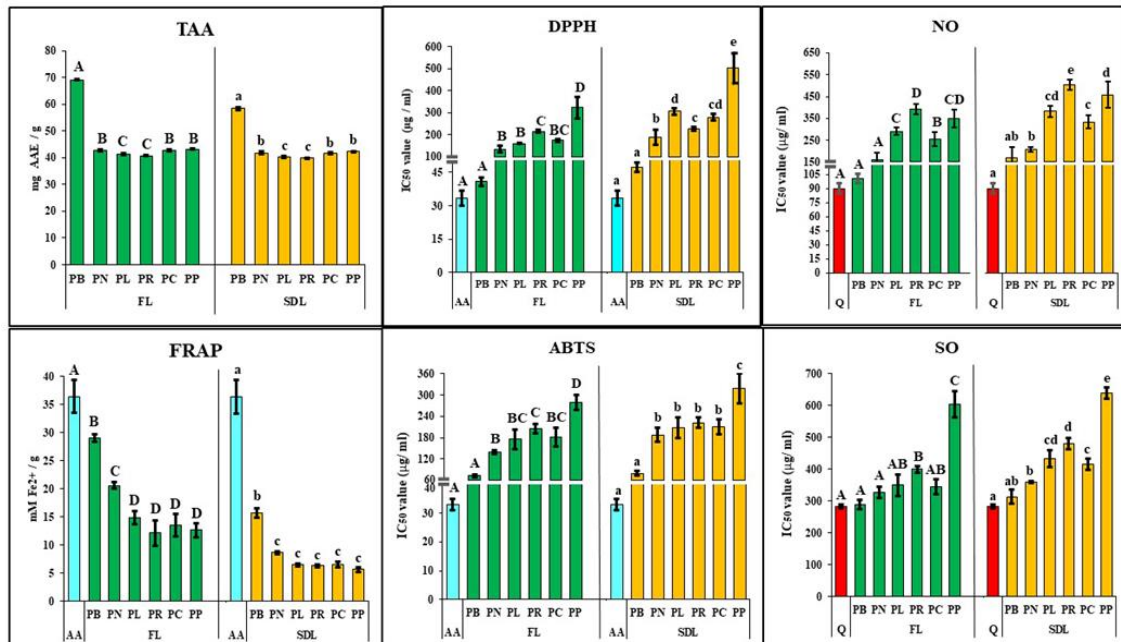 TAA
mg AAE / g
90
80
70
60
50
40
30
20
10
0
A B C C B B
a b c c b b
PB PN PL PR PC PP PB PN PL PR PC PP
FL SDL
DPPH
IC50 value (µg / ml)
600
500
400
300
200
100
45
30
15
0
A A B B C BC D
a a b d c cd e
AA PB PN PL PR PC PP AA PB PN PL PR PC PP
FL SDL
NO
IC50 value (µg/ ml)
650
550
450
350
250
150
105
90
75
60
45
30
15
0
A A A C D B CD
a ab b cd e c d
Q PB PN PL PR PC PP Q PB PN PL PR PC PP
FL SDL
FRAP
mM Fe2+ / g
40
35
30
25
20
15
10
5
0
A B C D D D D
a b c c c c c
AA PB PN PL PR PC PP AA PB PN PL PR PC PP
FL SDL
ABTS
IC50 value (µg/ ml)
360
300
240
180
120
60
40
30
20
10
0
A A B BC C BC D
a a b b b b c
AA PB PN PL PR PC PP AA PB PN PL PR PC PP
FL SDL
SO
IC50 value (µg/ ml)
700
600
500
400
300
200
100
0
A A A AB B AB C
a ab b cd d c e
Q PB PN PL PR PC PP Q PB PN PL PR PC PP
FL SDL